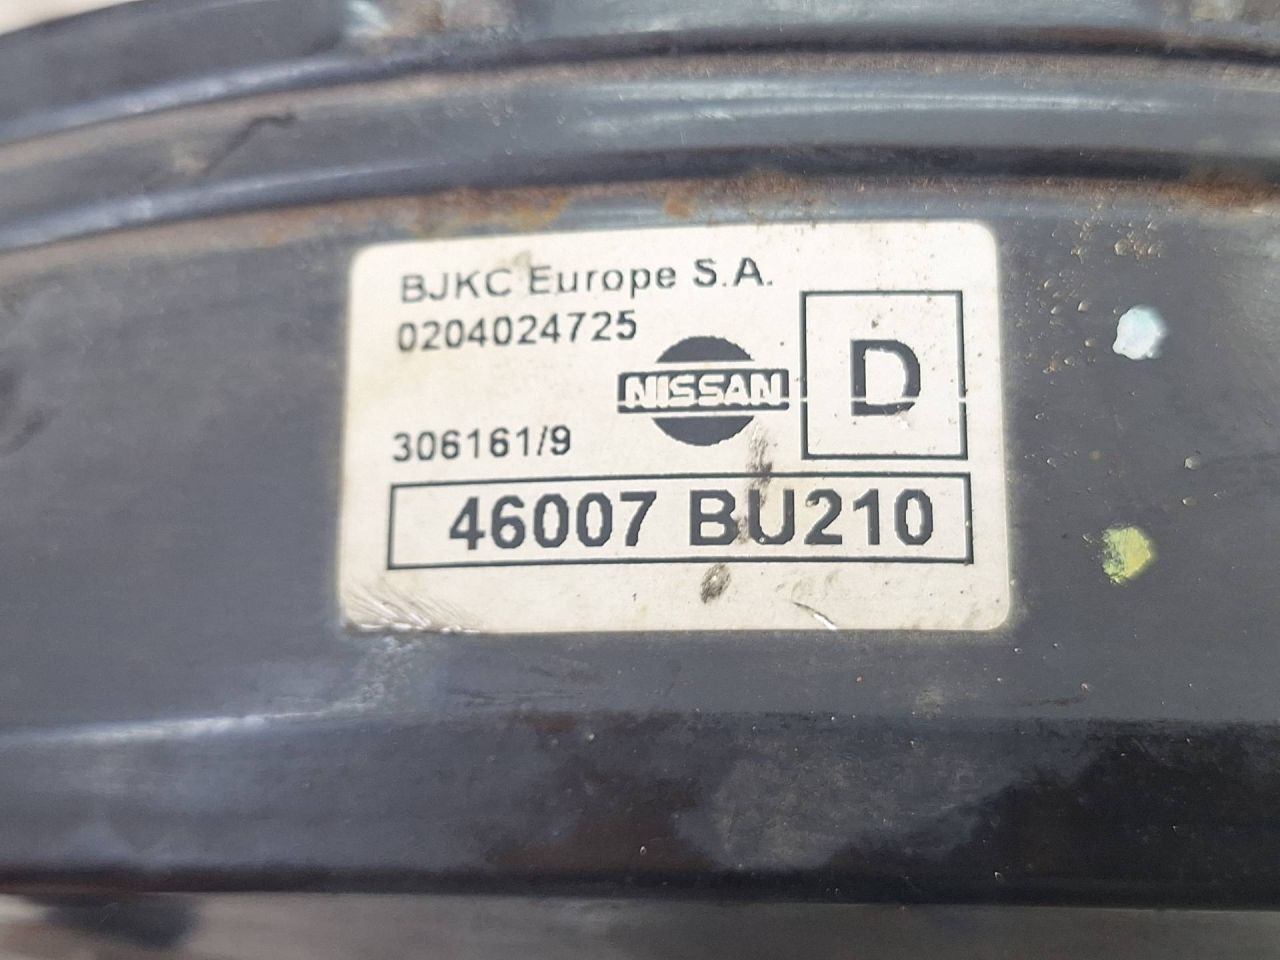 BJKC Europe S.A.
0204024725
NISSAN
D
306161/9
46007 BU210